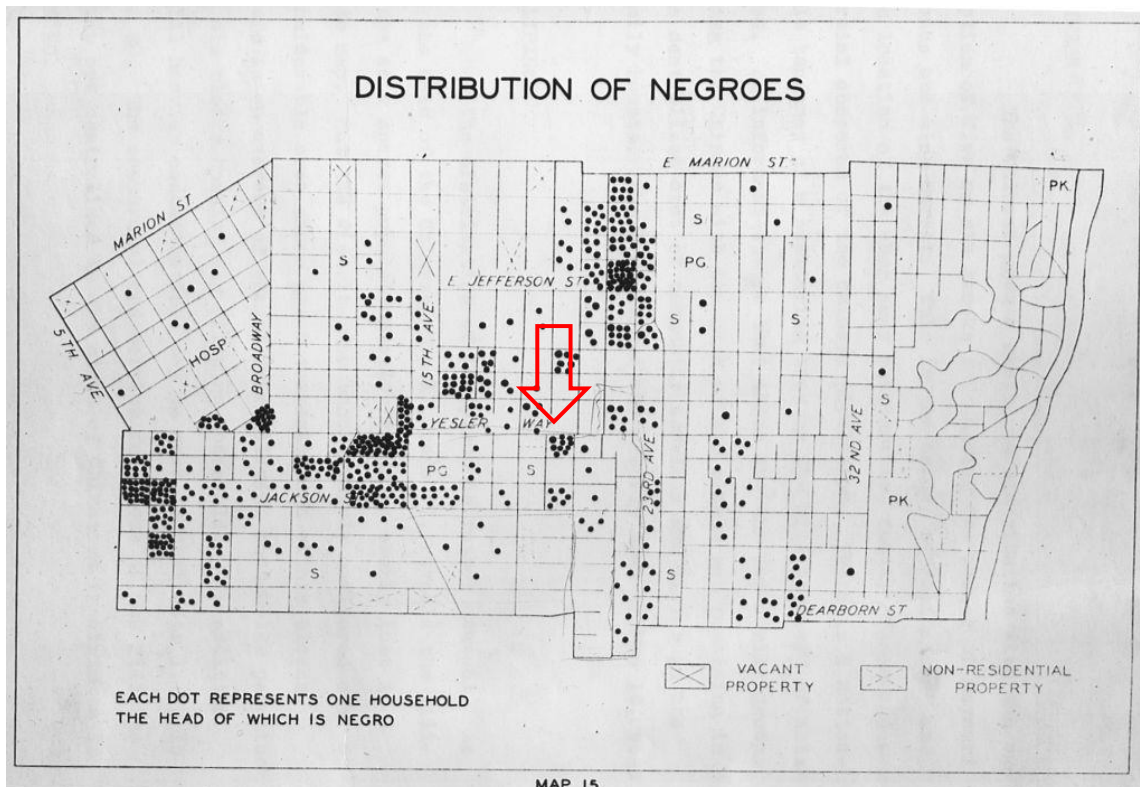 DISTRIBUTION OF NEGROES
E MARION ST
PK
MARION ST
S
S
PG
E JEFFERSON ST
S
S
5TH AVE
HOSP
BROADWAY
15TH AVE
S
YESLER WAY
PG
S
23RD AVE
32ND AVE
PK
JACKSON S
S
S
DEARBORN ST
VACANT
PROPERTY
NON-RESIDENTIAL
PROPERTY
EACH DOT REPRESENTS ONE HOUSEHOLD
THE HEAD OF WHICH IS NEGRO
MAP 15